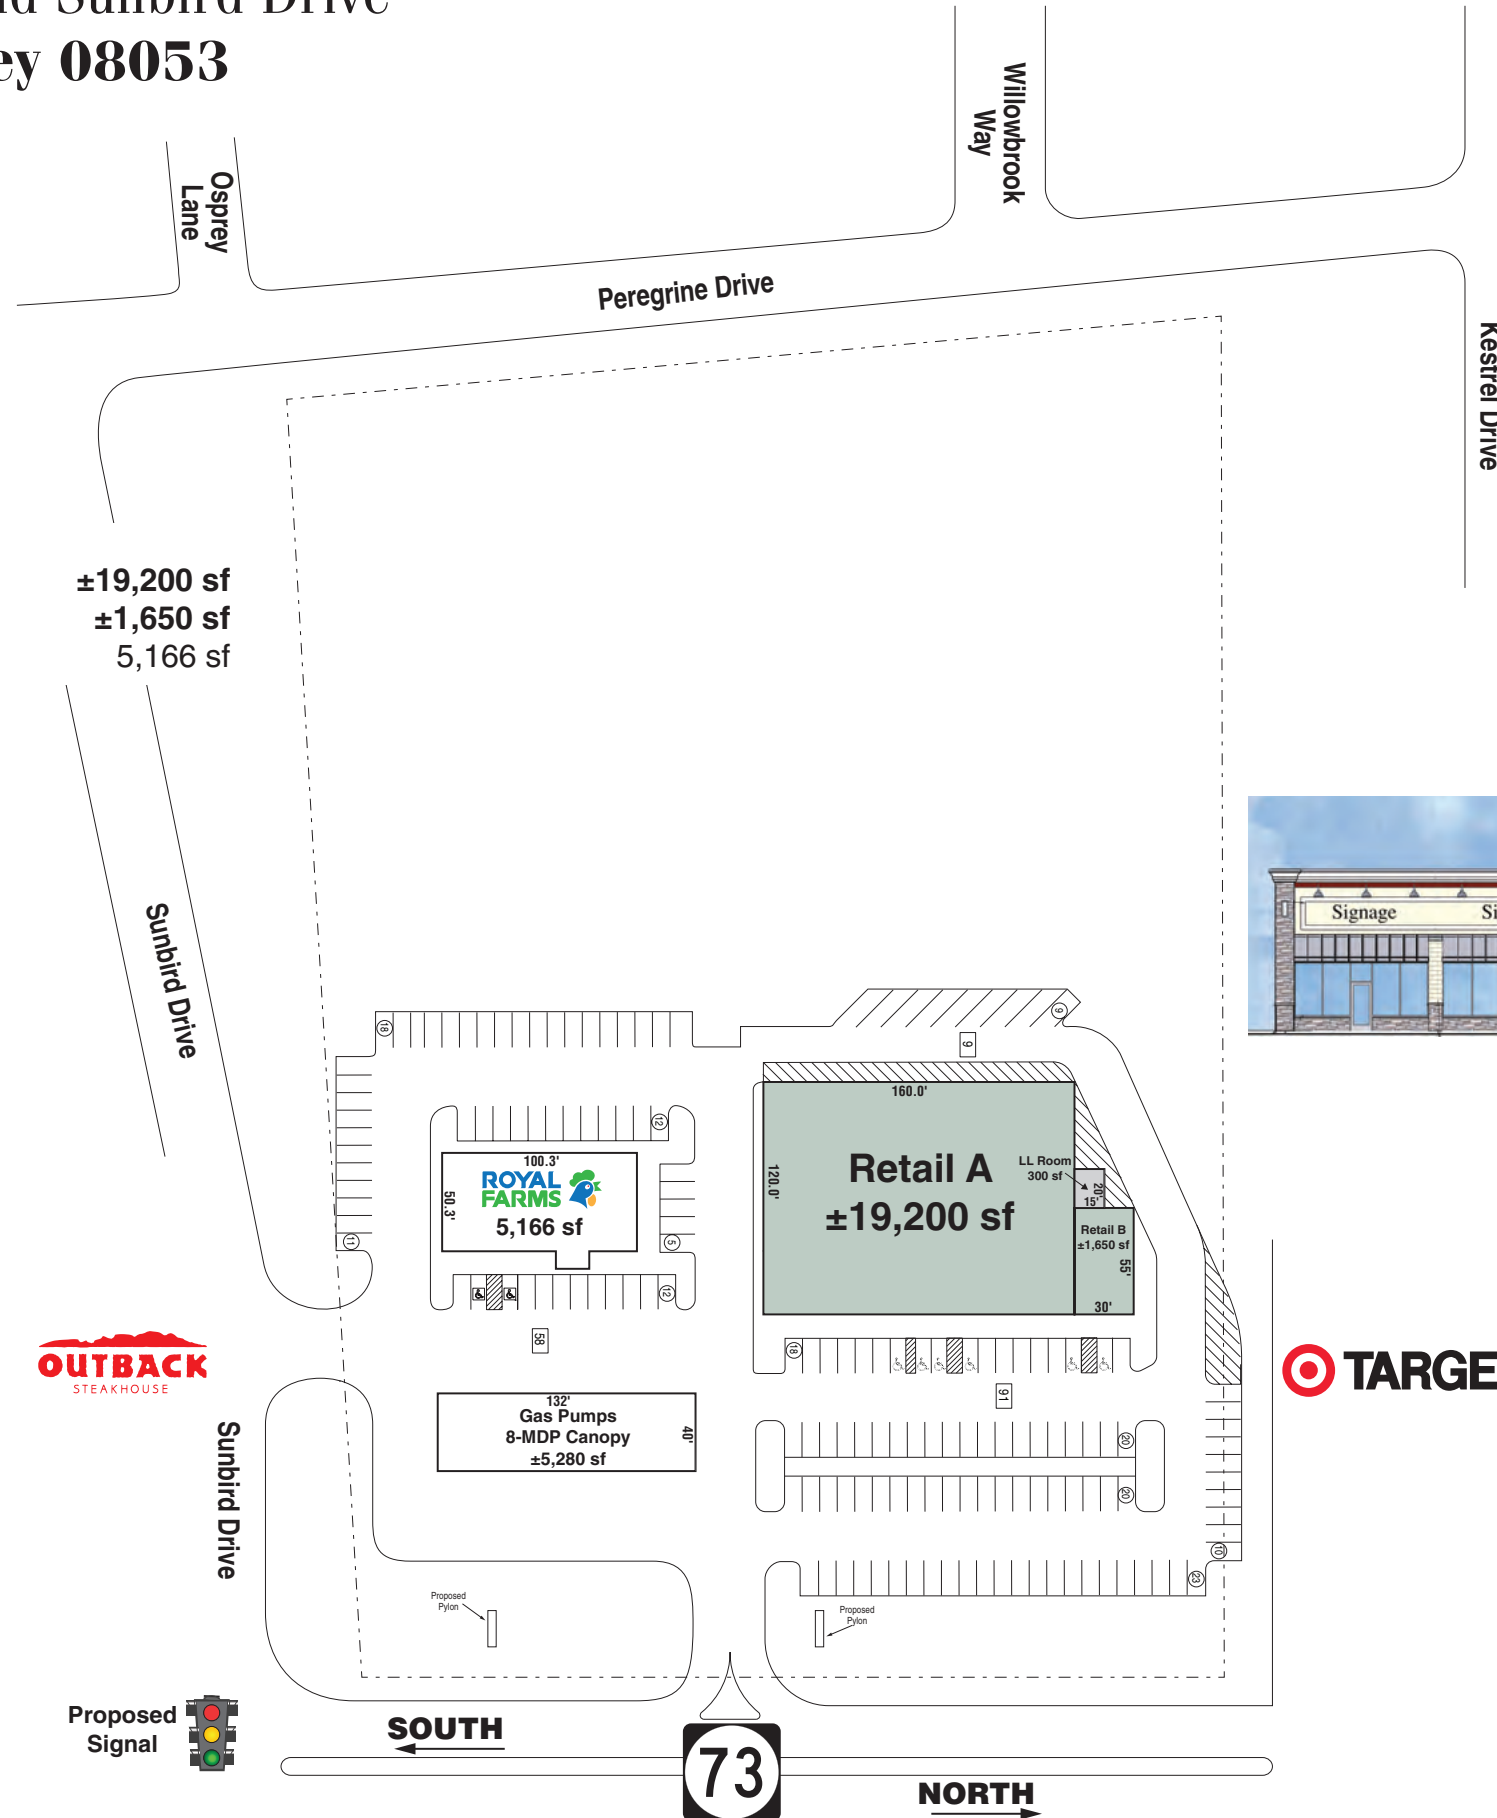 Sunbird Drive
08053
Willowbrook
Way
Osprey
Lane
Peregrine Drive
Kestrel Drive
±19,200 sf
±1,650 sf
5,166 sf
Sunbird Drive
Signage
18
9
9
160.0'
12
100.3'
ROYAL
FARMS
50.3'
5,166 sf
120.0'
Retail A
±19,200 sf
LL Room
300 sf
20'
15'
Retail B
±1,650 sf
55'
30'
11
5
12
58
18
OUTBACK
STEAKHOUSE
TARGE
91
132'
Gas Pumps
8-MDP Canopy
±5,280 sf
40'
20
20
Sunbird Drive
10
23
Proposed
Pylon
Proposed
Pylon
Proposed
Signal
SOUTH
73
NORTH